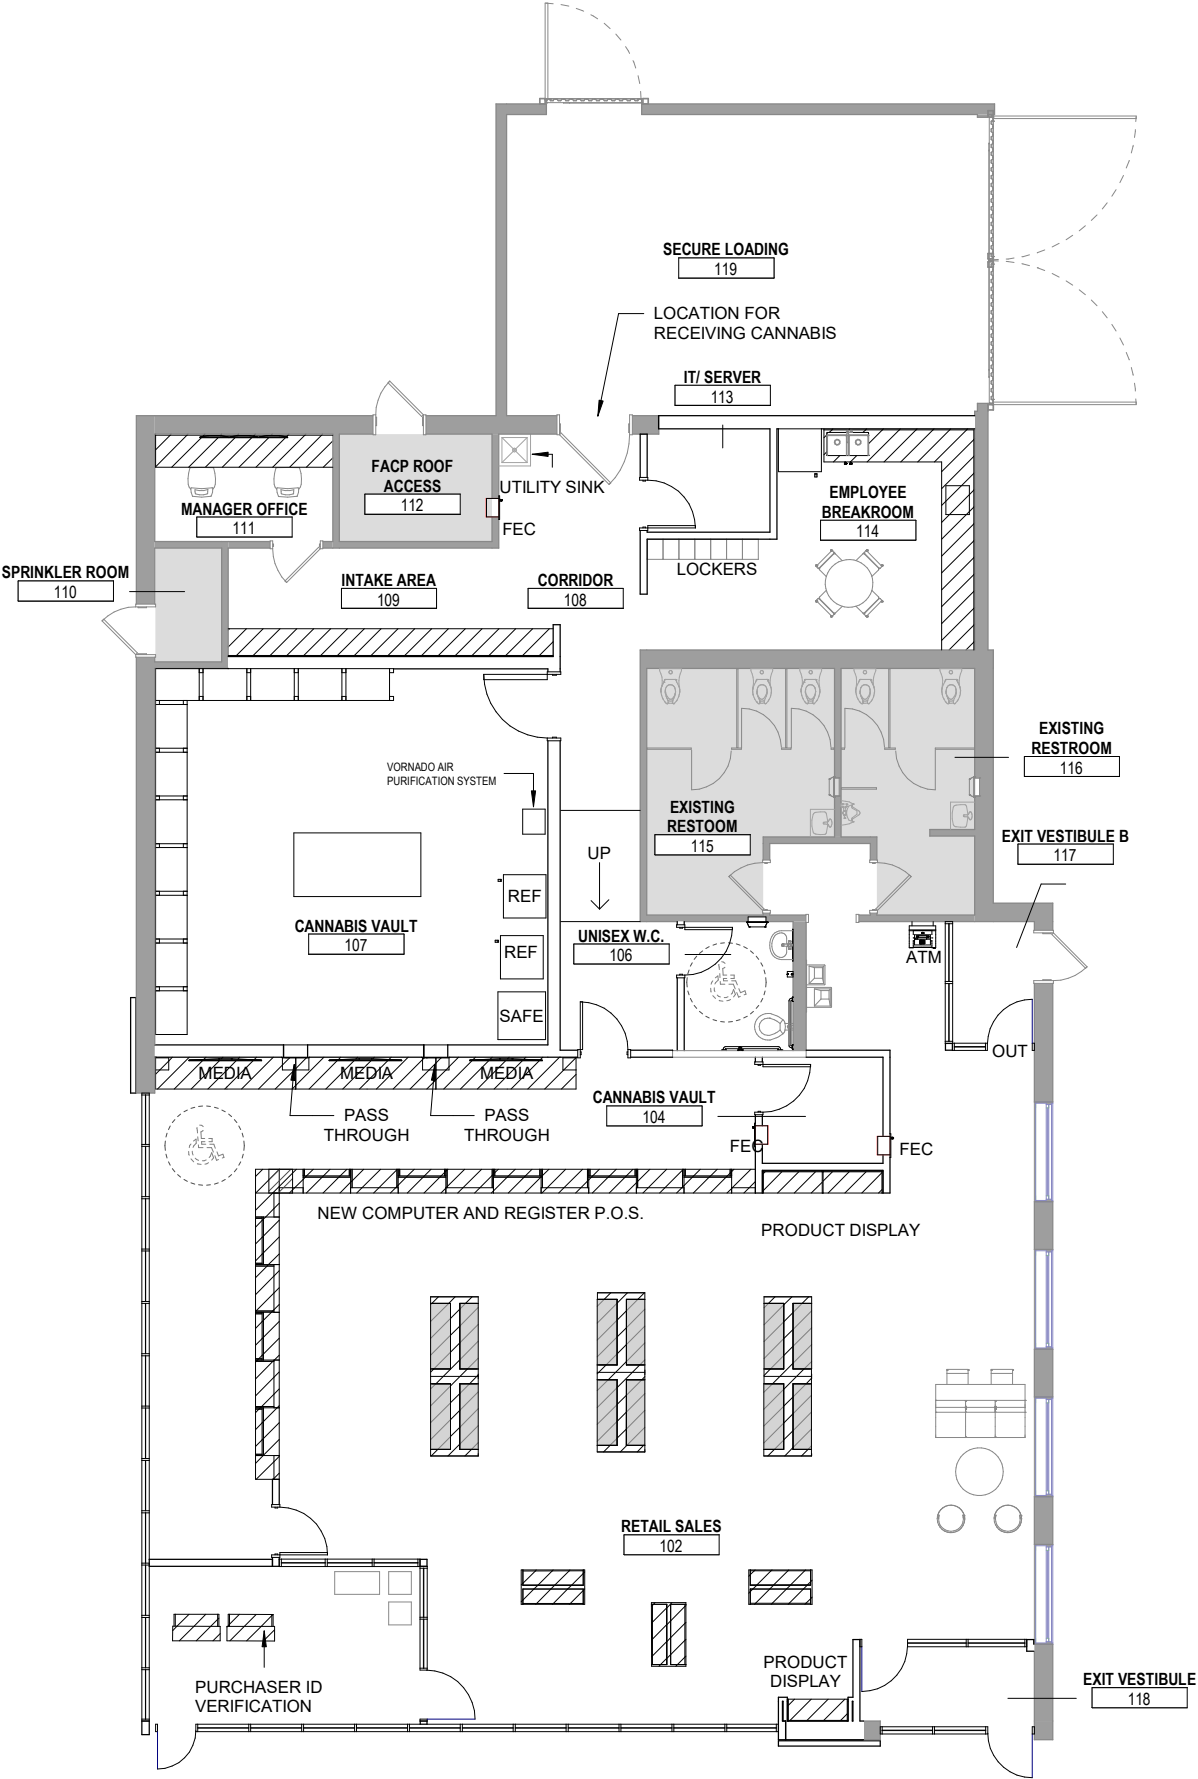 SECURE LOADING
119
LOCATION FOR
RECEIVING CANNABIS
IT/ SERVER
113
FACP ROOF
ACCESS
112
UTILITY SINK
FEC
MANAGER OFFICE
111
EMPLOYEE
BREAKROOM
114
LOCKERS
SPRINKLER ROOM
110
INTAKE AREA
109
CORRIDOR
108
EXISTING
RESTROOM
116
VORNADO AIR
PURIFICATION SYSTEM
EXISTING
RESTOOM
115
EXIT VESTIBULE B
117
UP
REF
CANNABIS VAULT
107
UNISEX W.C.
106
REF
ATM
SAFE
OUT
MEDIA
MEDIA
MEDIA
PASS
THROUGH
PASS
THROUGH
CANNABIS VAULT
104
FEC
FEC
NEW COMPUTER AND REGISTER P.O.S.
PRODUCT DISPLAY
RETAIL SALES
102
PURCHASER ID
VERIFICATION
PRODUCT
DISPLAY
EXIT VESTIBULE
118